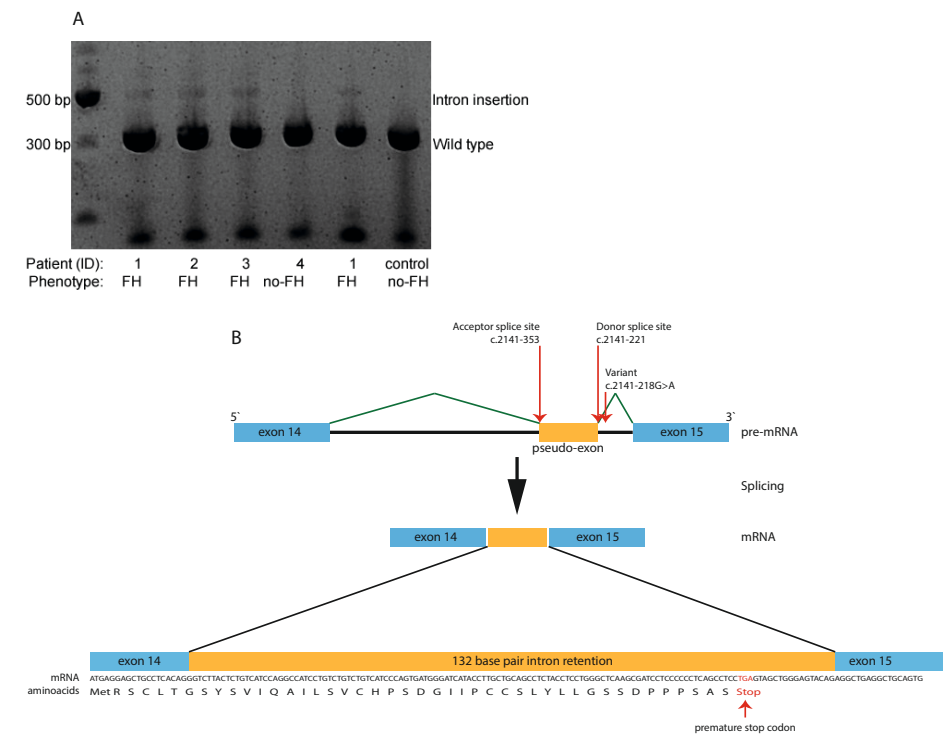 A
500 bp
Intron insertion
300 bp
Wild type
Patient (ID): 1 2 3 4 1 control
Phenotype: FH FH FH no-FH FH no-FH
B
Acceptor splice site
c.2141-353
Donor splice site
c.2141-221
Variant
c.2141-218G>A
5` 3`
exon 14 exon 15 pre-mRNA
pseudo-exon
Splicing
exon 14 exon 15 mRNA
exon 14 132 base pair intron retention exon 15
mRNA ATGAGGAGCTGCCTCACAGGGTCTTACTCTGTCATCCAGGCCATCCTGTCTGTCTGTCATCCCAGTGATGGGATCATACCTTGCTGCAGCCTCTACCTCCTGGGCTCAAGCGATCCTCCCCCCTCAGCCTCCTGAGTAGCTGGGAGTACAGAGGCTGAGGCTGCAGTG
aminoacids Met R S C L T G S Y S V I Q A I L S V C H P S D G I I P C C S L Y L L G S S D P P P S A S Stop
premature stop codon